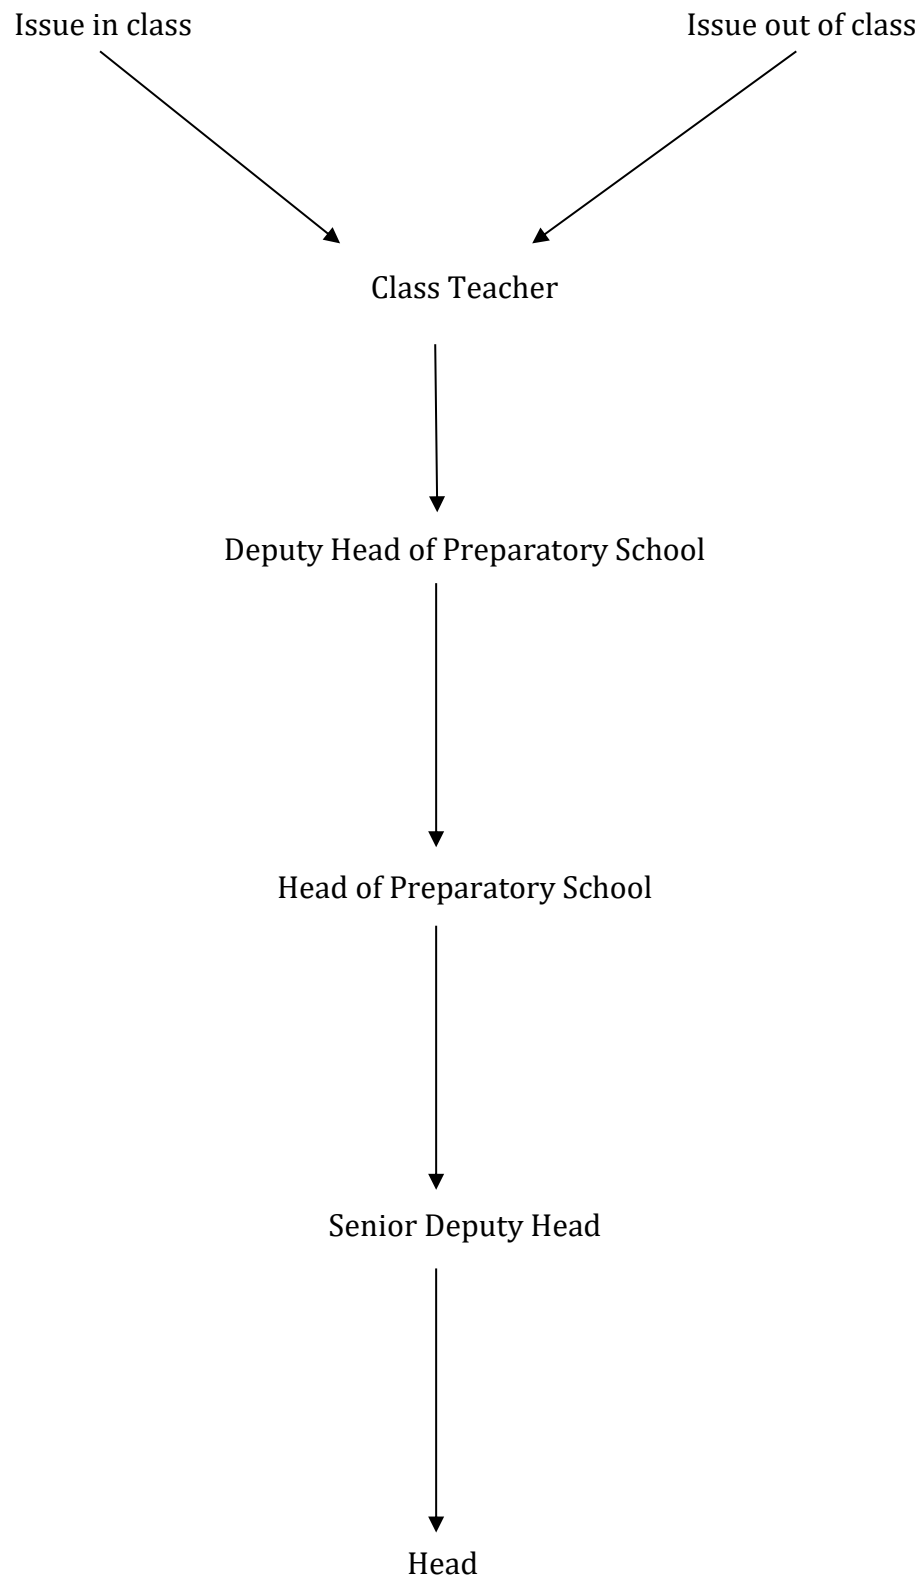 Issue in class
Issue out of class
Class Teacher
Deputy Head of Preparatory School
Head of Preparatory School
Senior Deputy Head
Head